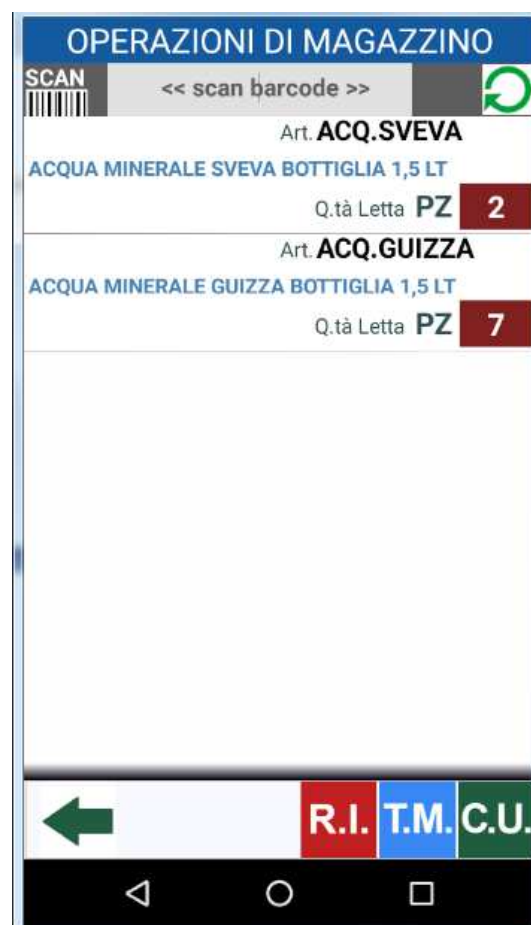 OPERAZIONI DI MAGAZZINO
SCAN << scan barcode >>
Art. ACQ.SVEVA
ACQUA MINERALE SVEVA BOTTIGLIA 1,5 LT
Q.tà Letta PZ 2
Art. ACQ.GUIZZA
ACQUA MINERALE GUIZZA BOTTIGLIA 1,5 LT
Q.tà Letta PZ 7
R.I. T.M. C.U.